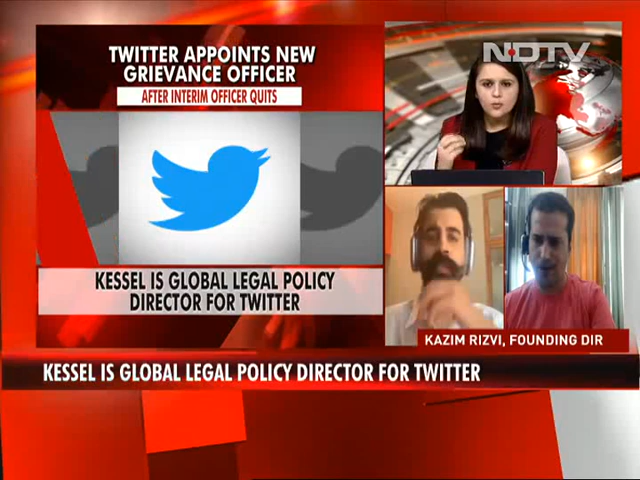 TWITTER APPOINTS NEW
GRIEVANCE OFFICER
AFTER INTERIM OFFICER QUITS
NDTV
KESSEL IS GLOBAL LEGAL POLICY
DIRECTOR FOR TWITTER
KAZIM RIZVI, FOUNDING DIR
KESSEL IS GLOBAL LEGAL POLICY DIRECTOR FOR TWITTER